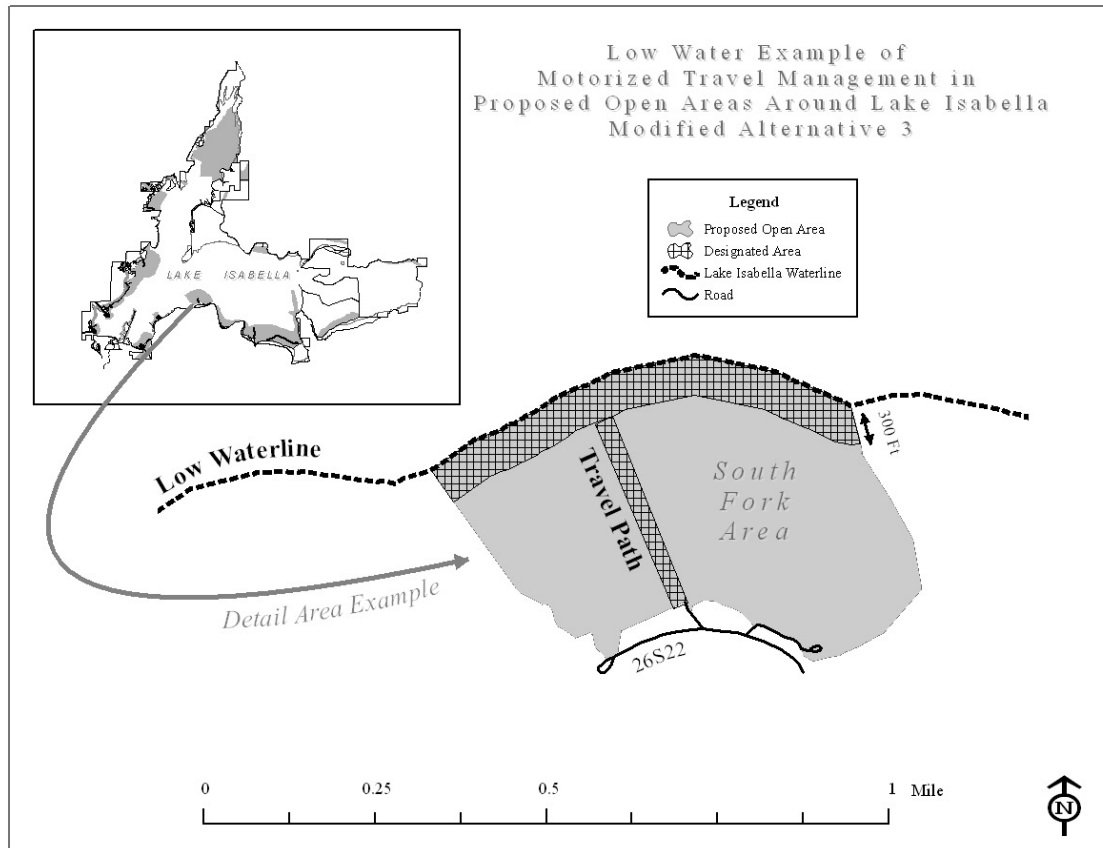 Low Water Example of
Motorized Travel Management in
Proposed Open Areas Around Lake Isabella
Modified Alternative 3
LAKE ISABELLA
Legend
Proposed Open Area
Designated Area
Lake Isabella Waterline
Road
Low Waterline
300 Ft
Travel Path
South
Fork
Area
Detail Area Example
26S22
0 0.25 0.5 1 Mile
N